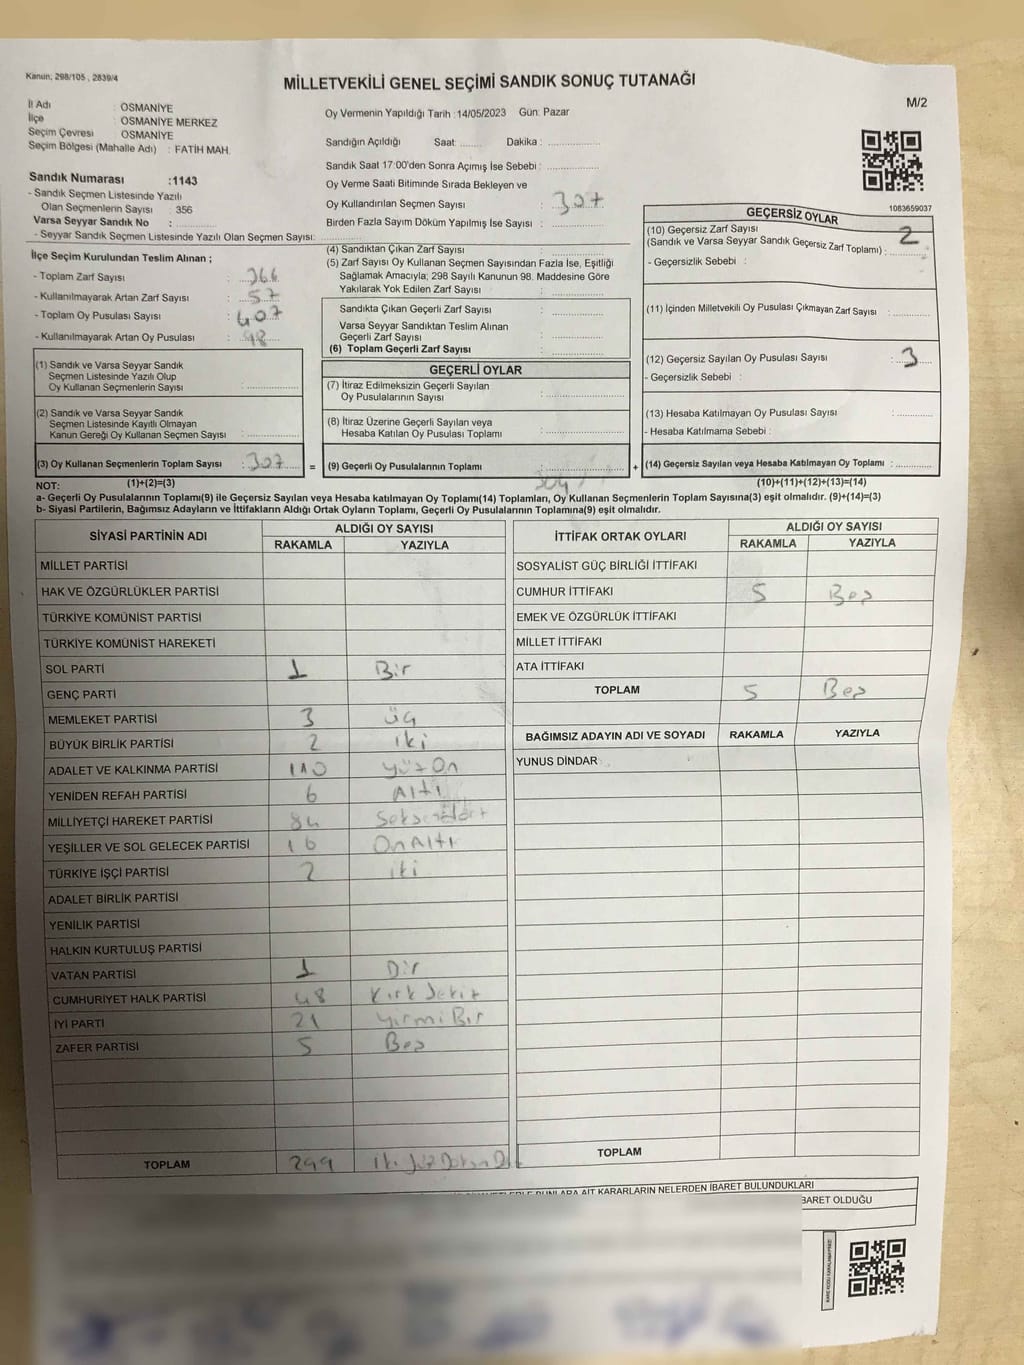 Kanun; 298/105 , 2839/4
MİLLETVEKİLİ GENEL SEÇİMİ SANDIK SONUÇ TUTANAĞI
M/2
İl Adı : OSMANİYE
İlçe : OSMANİYE MERKEZ
Seçim Çevresi : OSMANİYE
Seçim Bölgesi (Mahalle Adı) : FATİH MAH.
Sandık Numarası :1143
- Sandık Seçmen Listesinde Yazılı
Olan Seçmenlerin Sayısı : 356
Varsa Seyyar Sandık No :
- Seyyar Sandık Seçmen Listesinde Yazılı Olan Seçmen Sayısı:
Oy Vermenin Yapıldığı Tarih :14/05/2023 Gün: Pazar
Sandığın Açıldığı Saat: Dakika :
Sandık Saat 17:00'den Sonra Açımış İse Sebebi :
Oy Verme Saati Bitiminde Sırada Bekleyen ve
Oy Kullandırılan Seçmen Sayısı : 307
Birden Fazla Sayım Döküm Yapılmış İse Sayısı :
1083659037
İlçe Seçim Kurulundan Teslim Alınan ;
- Toplam Zarf Sayısı : 366
- Kullanılmayarak Artan Zarf Sayısı : 57
- Toplam Oy Pusulası Sayısı : 407
- Kullanılmayarak Artan Oy Pusulası : 98
(1) Sandık ve Varsa Seyyar Sandık
Seçmen Listesinde Yazılı Olup
Oy Kullanan Seçmenlerin Sayısı :
(2) Sandık ve Varsa Seyyar Sandık
Seçmen Listesinde Kayıtlı Olmayan
Kanun Gereği Oy Kullanan Seçmen Sayısı :
(3) Oy Kullanan Seçmenlerin Toplam Sayısı : 307
(4) Sandıktan Çıkan Zarf Sayısı :
(5) Zarf Sayısı Oy Kullanan Seçmen Sayısından Fazla İse, Eşitliği
Sağlamak Amacıyla; 298 Sayılı Kanunun 98. Maddesine Göre
Yakılarak Yok Edilen Zarf Sayısı :
Sandıkta Çıkan Geçerli Zarf Sayısı :
Varsa Seyyar Sandıktan Teslim Alınan
Geçerli Zarf Sayısı :
(6) Toplam Geçerli Zarf Sayısı :
GEÇERLİ OYLAR
(7) İtiraz Edilmeksizin Geçerli Sayılan
Oy Pusulalarının Sayısı :
(8) İtiraz Üzerine Geçerli Sayılan veya
Hesaba Katılan Oy Pusulası Toplamı :
= (9) Geçerli Oy Pusulalarının Toplamı : 304
GEÇERSİZ OYLAR
(10) Geçersiz Zarf Sayısı
(Sandık ve Varsa Seyyar Sandık Geçersiz Zarf Toplamı) : 2
- Geçersizlik Sebebi :
(11) İçinden Milletvekili Oy Pusulası Çıkmayan Zarf Sayısı :
(12) Geçersiz Sayılan Oy Pusulası Sayısı : 3
- Geçersizlik Sebebi :
(13) Hesaba Katılmayan Oy Pusulası Sayısı :
- Hesaba Katılmama Sebebi :
+ (14) Geçersiz Sayılan veya Hesaba Katılmayan Oy Toplamı :
NOT: (1)+(2)=(3) (10)+(11)+(12)+(13)=(14)
a- Geçerli Oy Pusulalarının Toplamı(9) ile Geçersiz Sayılan veya Hesaba katılmayan Oy Toplamı(14) Toplamları, Oy Kullanan Seçmenlerin Toplam Sayısına(3) eşit olmalıdır. (9)+(14)=(3)
b- Siyasi Partilerin, Bağımsız Adayların ve İttifakların Aldığı Ortak Oyların Toplamı, Geçerli Oy Pusulalarının Toplamına(9) eşit olmalıdır.
SİYASİ PARTİNİN ADI ALDIĞI OY SAYISI
RAKAMLA YAZIYLA
MİLLET PARTİSİ
HAK VE ÖZGÜRLÜKLER PARTİSİ
TÜRKİYE KOMÜNİST PARTİSİ
TÜRKİYE KOMÜNİST HAREKETİ
SOL PARTİ 1 Bir
GENÇ PARTİ
MEMLEKET PARTİSİ 3 üç
BÜYÜK BİRLİK PARTİSİ 2 iki
ADALET VE KALKINMA PARTİSİ 110 yüz On
YENİDEN REFAH PARTİSİ 6 Altı
MİLLİYETÇİ HAREKET PARTİSİ 84 Seksendört
YEŞİLLER VE SOL GELECEK PARTİSİ 16 OnAltı
TÜRKİYE İŞÇİ PARTİSİ 2 iki
ADALET BİRLİK PARTİSİ
YENİLİK PARTİSİ
HALKIN KURTULUŞ PARTİSİ
VATAN PARTİSİ 1 Bir
CUMHURİYET HALK PARTİSİ 48 Kırk Sekiz
İYİ PARTİ 21 Yirmi Bir
ZAFER PARTİSİ 5 Beş
TOPLAM 299 İki Yüz
İTTİFAK ORTAK OYLARI ALDIĞI OY SAYISI
RAKAMLA YAZIYLA
SOSYALİST GÜÇ BİRLİĞİ İTTİFAKI
CUMHUR İTTİFAKI 5 Beş
EMEK VE ÖZGÜRLÜK İTTİFAKI
MİLLET İTTİFAKI
ATA İTTİFAKI
TOPLAM 5 Beş
BAĞIMSIZ ADAYIN ADI VE SOYADI RAKAMLA YAZIYLA
YUNUS DİNDAR
TOPLAM
AİT KARARLARIN NELERDEN İBARET BULUNDUKLARI
BARET OLDUĞU